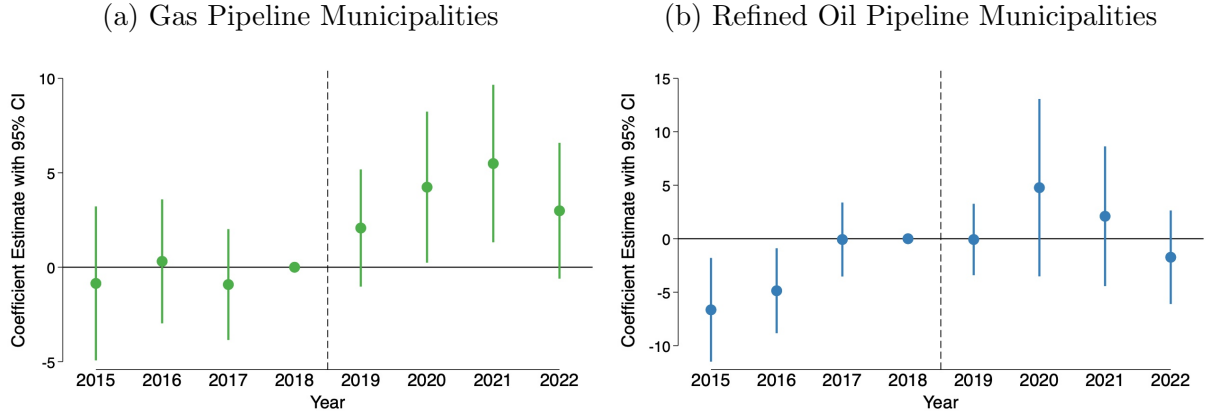 (a) Gas Pipeline Municipalities
Coefficient Estimate with 95% CI
10
5
0
-5
2015 2016 2017 2018 2019 2020 2021 2022
Year
(b) Refined Oil Pipeline Municipalities
Coefficient Estimate with 95% CI
15
10
5
0
-5
-10
2015 2016 2017 2018 2019 2020 2021 2022
Year